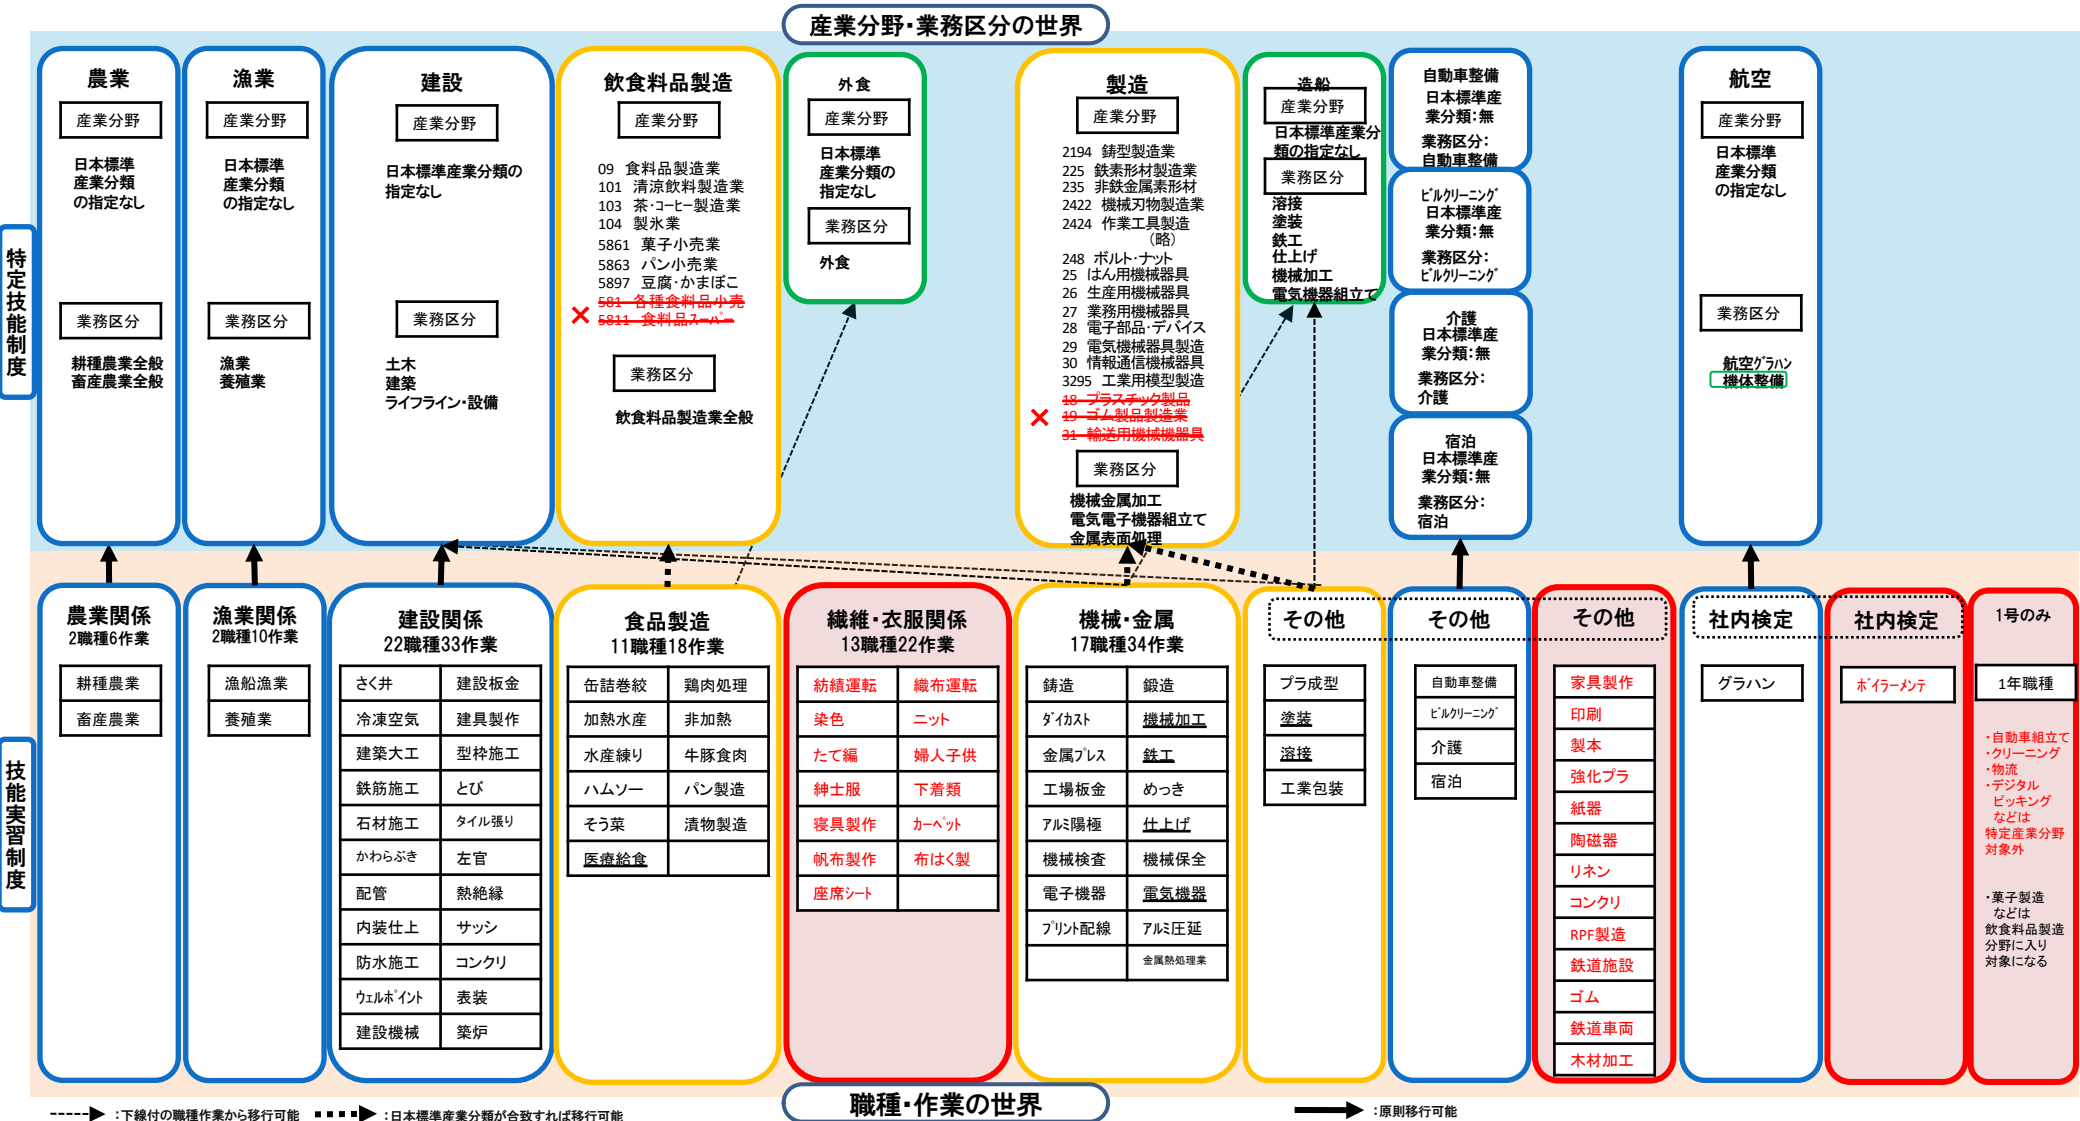 産業分野・業務区分の世界
特定技能制度
農業
産業分野
日本標準
産業分類
の指定なし
業務区分
耕種農業全般
畜産農業全般
漁業
産業分野
日本標準
産業分類
の指定なし
業務区分
漁業
養殖業
建設
産業分野
日本標準産業分類の
指定なし
業務区分
土木
建築
ライフライン・設備
飲食料品製造
産業分野
09 食料品製造業
101 清涼飲料製造業
103 茶・コーヒー製造業
104 製氷業
5861 菓子小売業
5863 パン小売業
5897 豆腐・かまぼこ
581 各種食料品小売
5811 食料品スーパー
業務区分
飲食料品製造業全般
外食
産業分野
日本標準
産業分類の
指定なし
業務区分
外食
製造
産業分野
2194 鋳型製造業
225 鉄素形材製造業
235 非鉄金属素形材
2422 機械刃物製造業
2424 作業工具製造
(略)
248 ボルト・ナット
25 はん用機械器具
26 生産用機械器具
27 業務用機械器具
28 電子部品・デバイス
29 電気機械器具製造
30 情報通信機械器具
3295 工業用模型製造
18 プラスチック製品
19 ゴム製品製造業
31 輸送用機械機器具
業務区分
機械金属加工
電気電子機器組立て
金属表面処理
造船
産業分野
日本標準産業分
類の指定なし
業務区分
溶接
塗装
鉄工
仕上げ
機械加工
電気機器組立て
自動車整備
日本標準産
業分類:無
業務区分:
自動車整備
ビルクリーニング
日本標準産
業分類:無
業務区分:
ビルクリーニング
介護
日本標準産
業分類:無
業務区分:
介護
宿泊
日本標準産
業分類:無
業務区分:
宿泊
航空
産業分野
日本標準
産業分類
の指定なし
業務区分
航空グラハン
機体整備
技能実習制度
農業関係
2職種6作業
耕種農業
畜産農業
漁業関係
2職種10作業
漁船漁業
養殖業
建設関係
22職種33作業
さく井 建設板金
冷凍空気 建具製作
建築大工 型枠施工
鉄筋施工 とび
石材施工 タイル張り
かわらぶき 左官
配管 熱絶縁
内装仕上 サッシ
防水施工 コンクリ
ウェルポイント 表装
建設機械 築炉
食品製造
11職種18作業
缶詰巻絞 鶏肉処理
加熱水産 非加熱
水産練り 牛豚食肉
ハムソー パン製造
そう菜 漬物製造
医療給食
繊維・衣服関係
13職種22作業
紡績運転 織布運転
染色 ニット
たて編 婦人子供
紳士服 下着類
寝具製作 カーペット
帆布製作 布はく製
座席シート
機械・金属
17職種34作業
鋳造 鍛造
ダイカスト 機械加工
金属プレス 鉄工
工場板金 めっき
アルミ陽極 仕上げ
機械検査 機械保全
電子機器 電気機器
プリント配線 アルミ圧延
金属熱処理業
その他
プラ成型
塗装
溶接
工業包装
その他
自動車整備
ビルクリーニング
介護
宿泊
その他
家具製作
印刷
製本
強化プラ
紙器
陶磁器
リネン
コンクリ
RPF製造
鉄道施設
ゴム
鉄道車両
木材加工
社内検定
グラハン
社内検定
ボイラーメンテ
1号のみ
1年職種
・自動車組立て
・クリーニング
・物流
・デジタル
ピッキング
などは
特定産業分野
対象外
・菓子製造
などは
飲食料品製造
分野に入り
対象になる
職種・作業の世界
:下線付の職種作業から移行可能
:日本標準産業分類が合致すれば移行可能
:原則移行可能